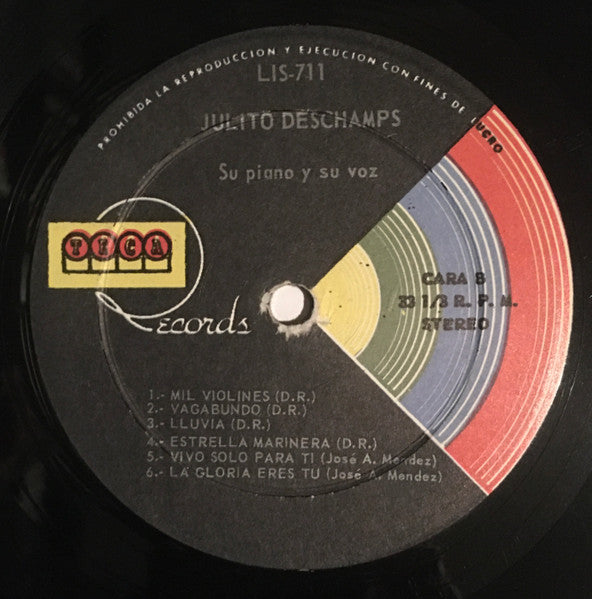 PROHIBIDA LA REPRODUCCION Y EJECUCION CON FINES DE LUCRO
LIS-711
JULITO DESCHAMPS
Su piano y su voz
TECA
Records
CARA B
33 1/3 R. P. M.
STEREO
1.- MIL VIOLINES (D.R.)
2.- VAGABUNDO (D.R.)
3.- LLUVIA (D.R.)
4.- ESTRELLA MARINERA (D.R.)
5.- VIVO SOLO PARA TI (José A. Mendez)
6.- LA GLORIA ERES TU (José A. Mendez)